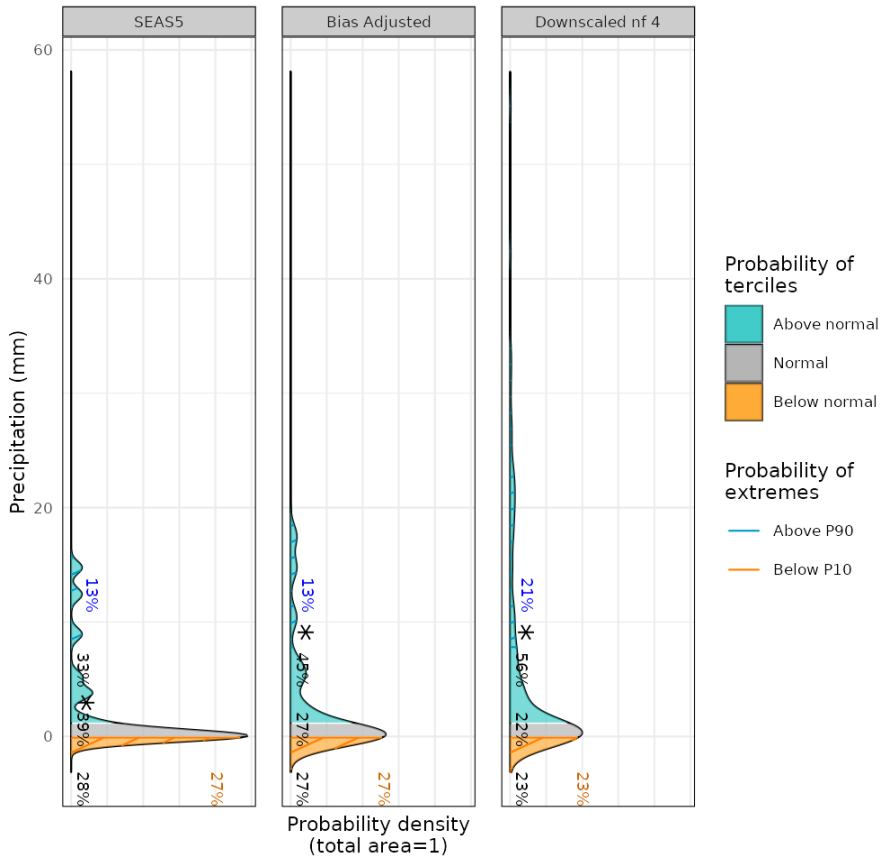 SEAS5
Bias Adjusted
Downscaled nf 4
60
40
20
0
Precipitation (mm)
13%
33%
39%
28%
27%
13%
45%
27%
27%
27%
21%
56%
22%
23%
23%
Probability density
(total area=1)
Probability of
terciles
Above normal
Normal
Below normal
Probability of
extremes
Above P90
Below P10